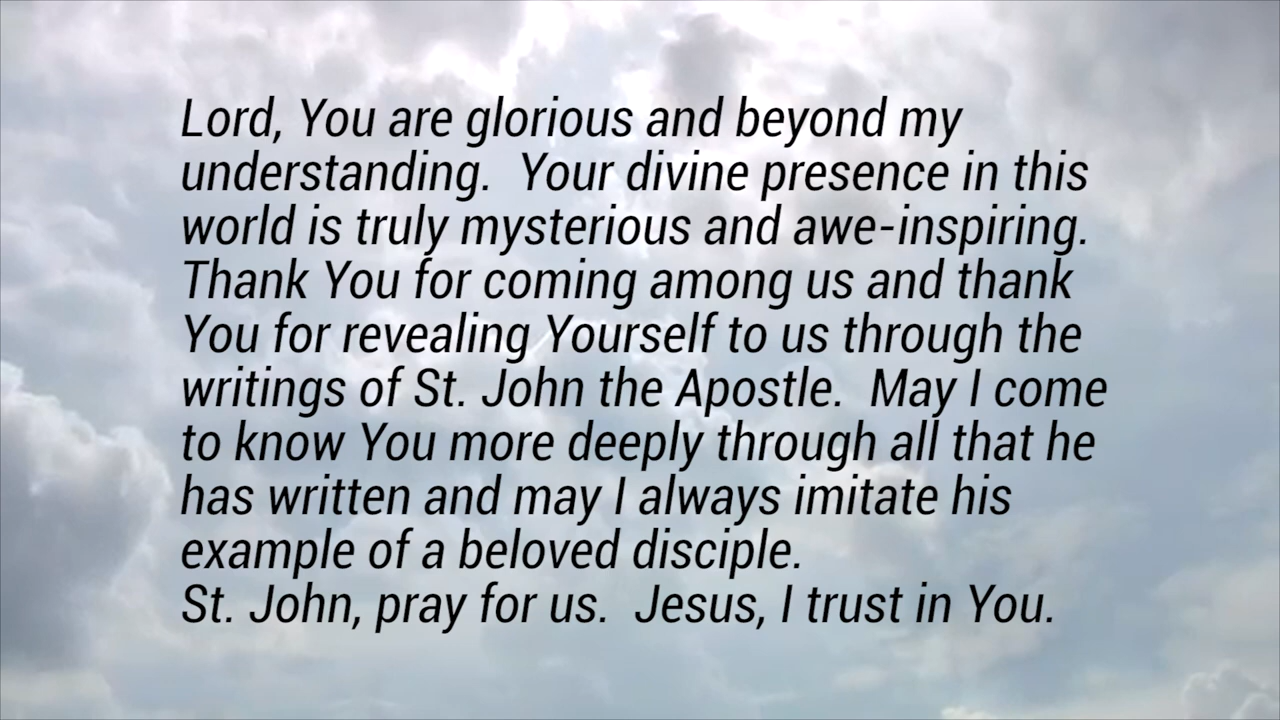 Lord, You are glorious and beyond my
understanding.  Your divine presence in this
world is truly mysterious and awe-inspiring.
Thank You for coming among us and thank
You for revealing Yourself to us through the
writings of St. John the Apostle.  May I come
to know You more deeply through all that he
has written and may I always imitate his
example of a beloved disciple.
St. John, pray for us.  Jesus, I trust in You.